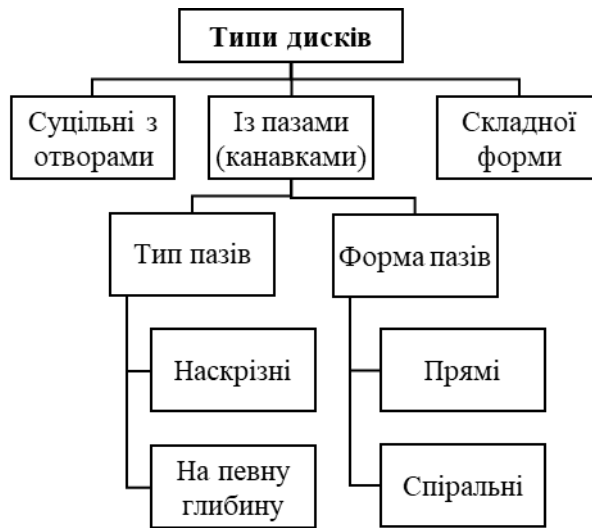 Типи дисків
Суцільні з
отворами
Із пазами
(канавками)
Складної
форми
Тип пазів
Форма пазів
Наскрізні
Прямі
На певну
глибину
Спіральні